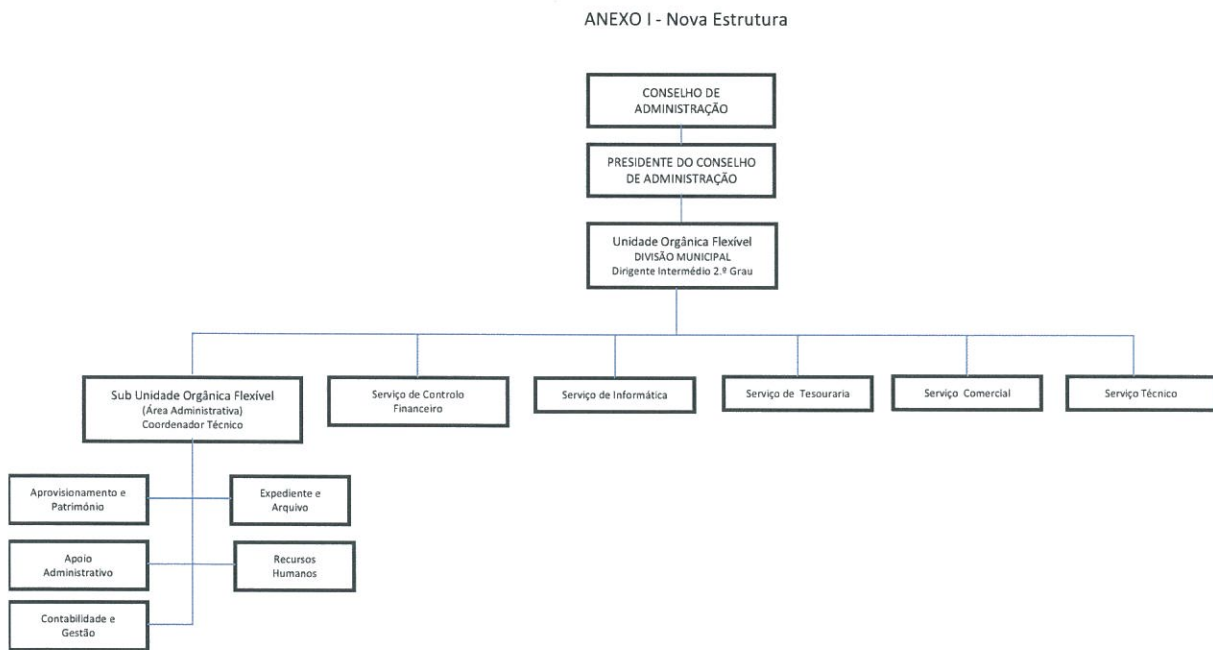 ANEXO I - Nova Estrutura
CONSELHO DE
ADMINISTRAÇÃO
PRESIDENTE DO CONSELHO
DE ADMINISTRAÇÃO
Unidade Orgânica Flexível
DIVISÃO MUNICIPAL
Dirigente Intermédio 2.º Grau
Sub Unidade Orgânica Flexível
(Área Administrativa)
Coordenador Técnico
Serviço de Controlo
Financeiro
Serviço de Informática
Serviço de Tesouraria
Serviço Comercial
Serviço Técnico
Aprovisionamento e
Património
Expediente e
Arquivo
Apoio
Administrativo
Recursos
Humanos
Contabilidade e
Gestão